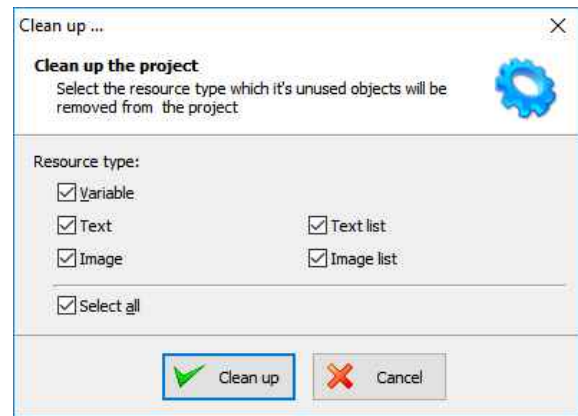 Clean up ...
Clean up the project
Select the resource type which it's unused objects will be
removed from the project
Resource type:
Variable
Text
Text list
Image
Image list
Select all
Clean up
Cancel